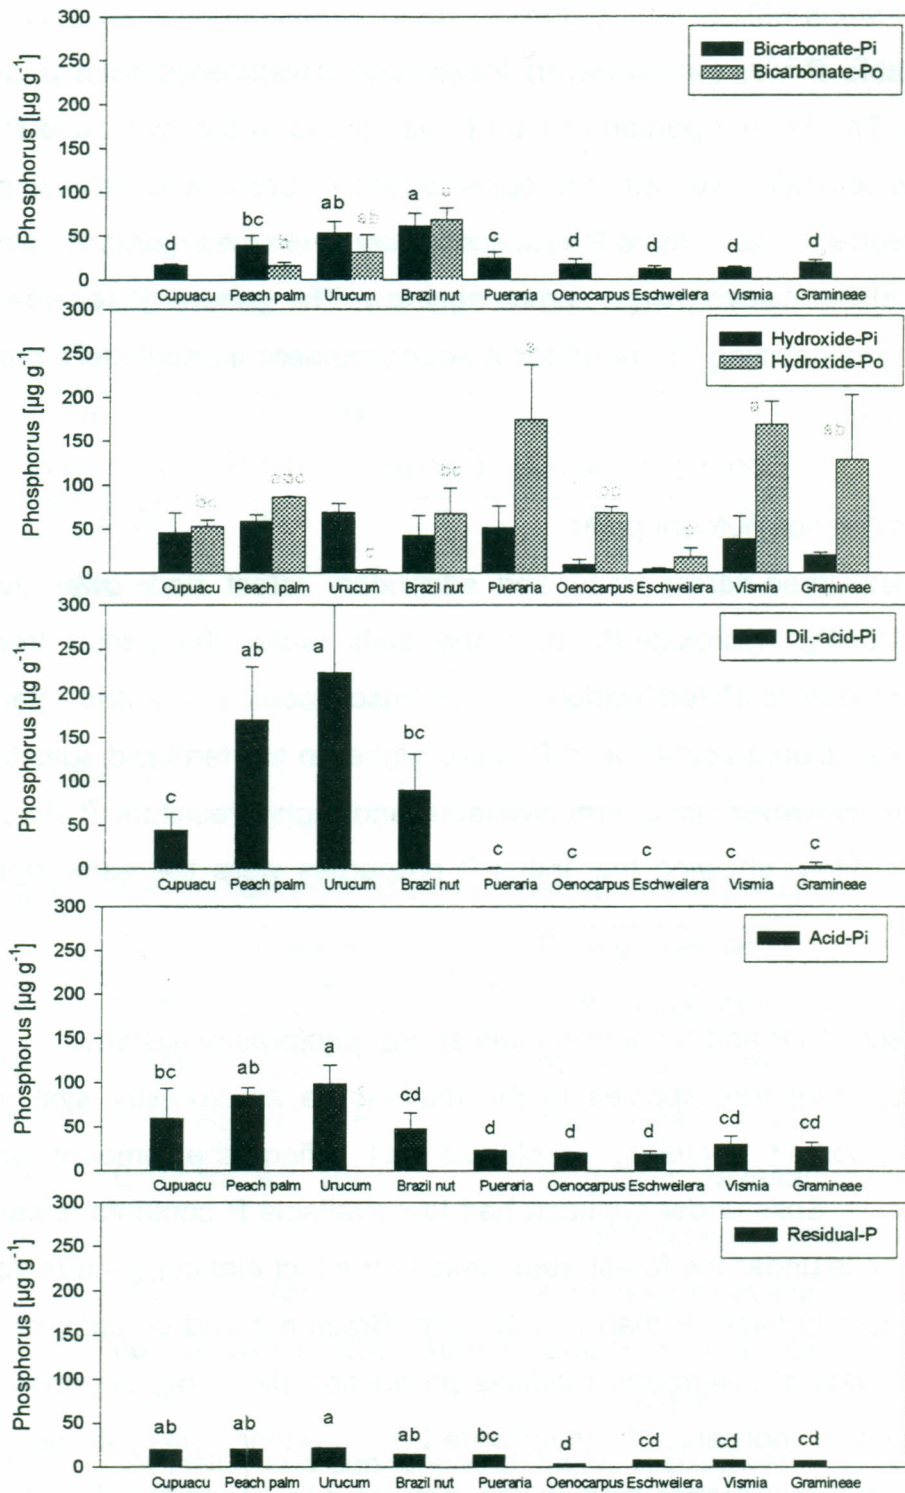 Phosphorus [µg g⁻¹]
300
250
200
150
100
50
0
Bicarbonate-Pi
Bicarbonate-Po
d bc b ab ab a c d d d d
Cupuacu Peach palm Urucum Brazil nut Pueraria Oenocarpus Eschweilera Vismia Gramineae
Phosphorus [µg g⁻¹]
300
250
200
150
100
50
0
Hydroxide-Pi
Hydroxide-Po
bc abc bc a bc a ab
Cupuacu Peach palm Urucum Brazil nut Pueraria Oenocarpus Eschweilera Vismia Gramineae
Phosphorus [µg g⁻¹]
300
250
200
150
100
50
0
Dil.-acid-Pi
c ab a bc c c c c c
Cupuacu Peach palm Urucum Brazil nut Pueraria Oenocarpus Eschweilera Vismia Gramineae
Phosphorus [µg g⁻¹]
300
250
200
150
100
50
0
Acid-Pi
bc ab a cd d d d cd cd
Cupuacu Peach palm Urucum Brazil nut Pueraria Oenocarpus Eschweilera Vismia Gramineae
Phosphorus [µg g⁻¹]
300
250
200
150
100
50
0
Residual-P
ab ab a ab bc d cd cd cd
Cupuacu Peach palm Urucum Brazil nut Pueraria Oenocarpus Eschweilera Vismia Gramineae